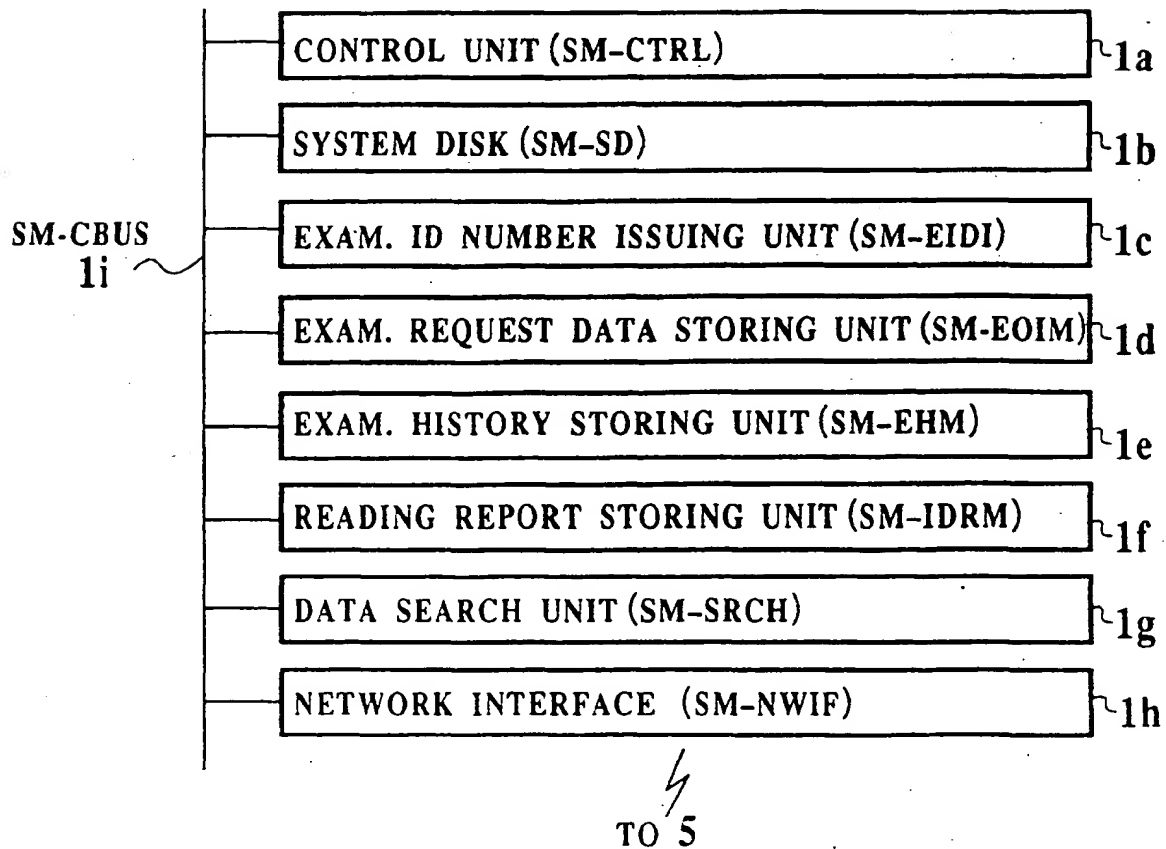 CONTROL UNIT (SM-CTRL)
1a
SYSTEM DISK (SM-SD)
1b
SM-CBUS
1i
EXAM. ID NUMBER ISSUING UNIT (SM-EIDI)
1c
EXAM. REQUEST DATA STORING UNIT (SM-EOIM)
1d
EXAM. HISTORY STORING UNIT (SM-EHM)
1e
READING REPORT STORING UNIT (SM-IDRM)
1f
DATA SEARCH UNIT (SM-SRCH)
1g
NETWORK INTERFACE (SM-NWIF)
1h
TO 5